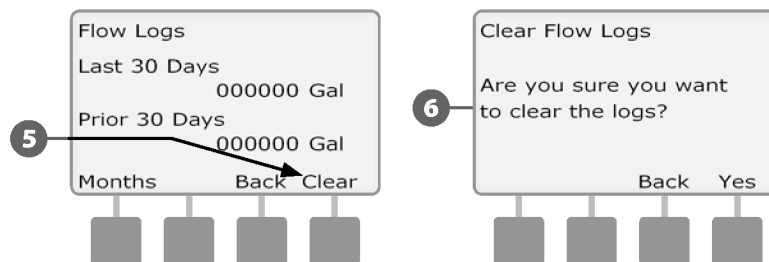 Flow Logs
Last 30 Days
000000 Gal
Prior 30 Days
000000 Gal
Months Back Clear
5
Clear Flow Logs
Are you sure you want
to clear the logs?
Back Yes
6